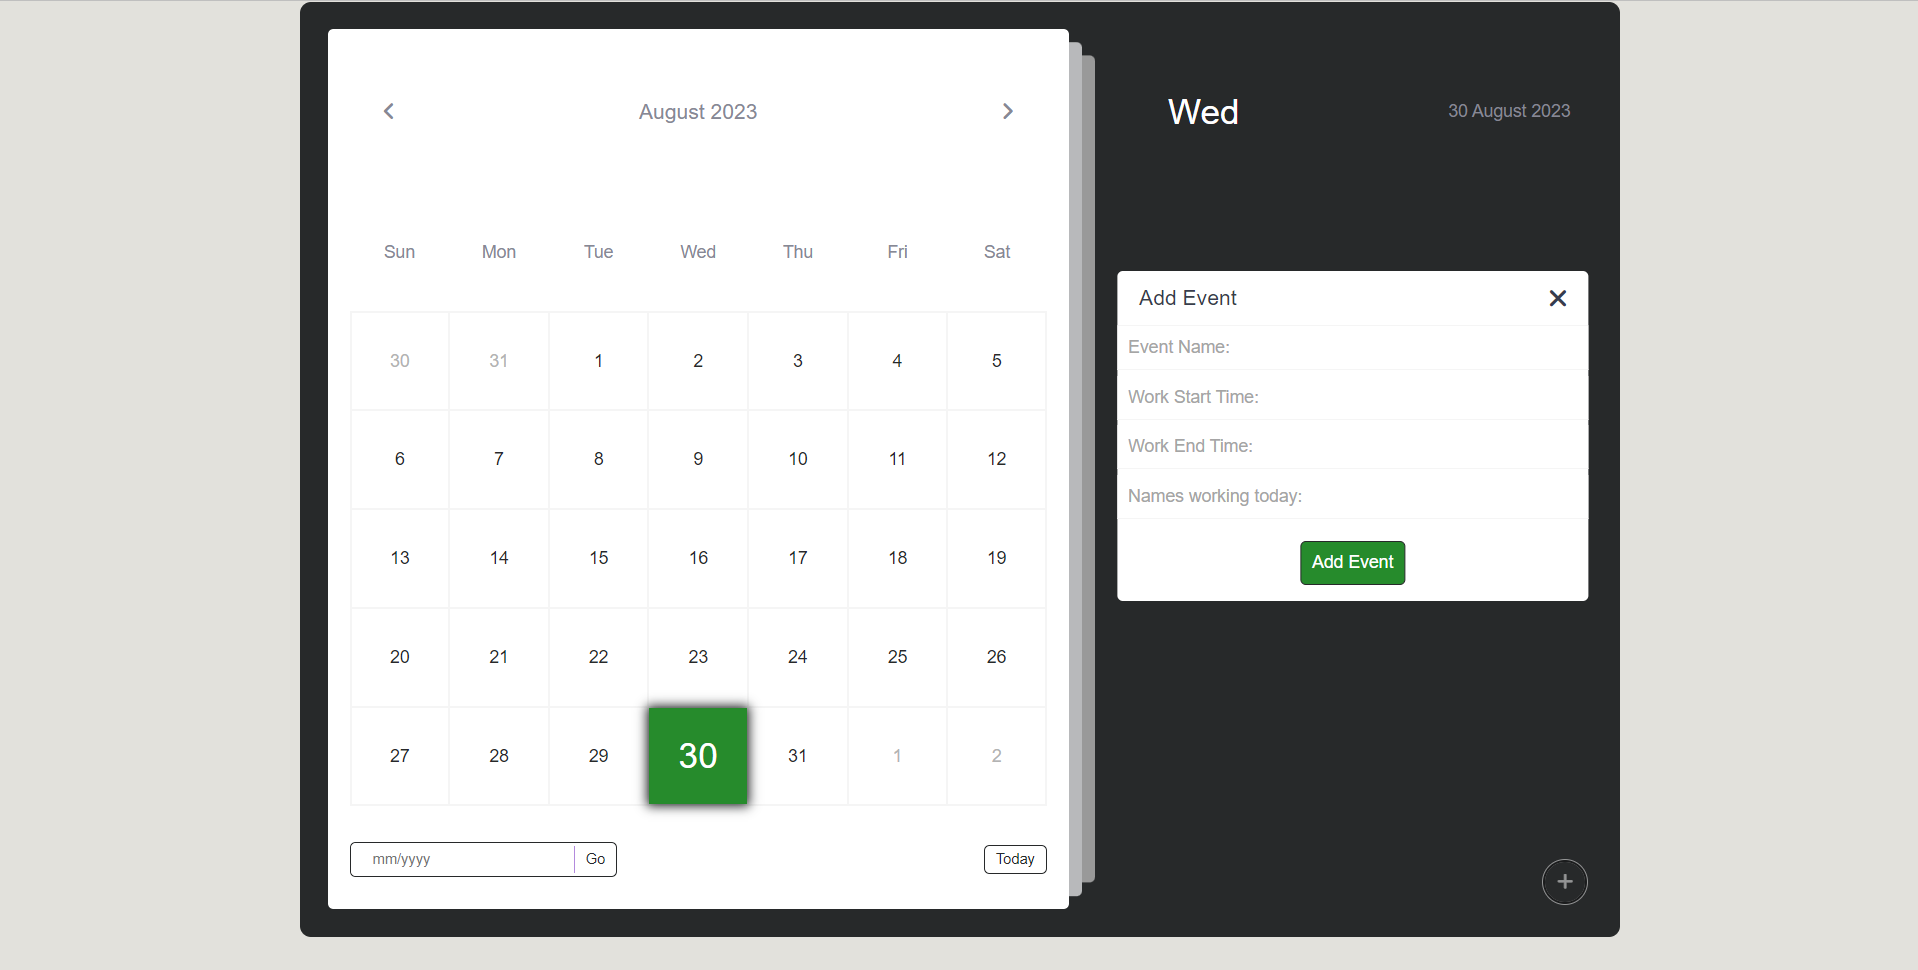 August 2023
Sun Mon Tue Wed Thu Fri Sat
30 31 1 2 3 4 5
6 7 8 9 10 11 12
13 14 15 16 17 18 19
20 21 22 23 24 25 26
27 28 29 30 31 1 2
mm/yyyy Go Today
Wed 30 August 2023
Add Event
Event Name:
Work Start Time:
Work End Time:
Names working today:
Add Event